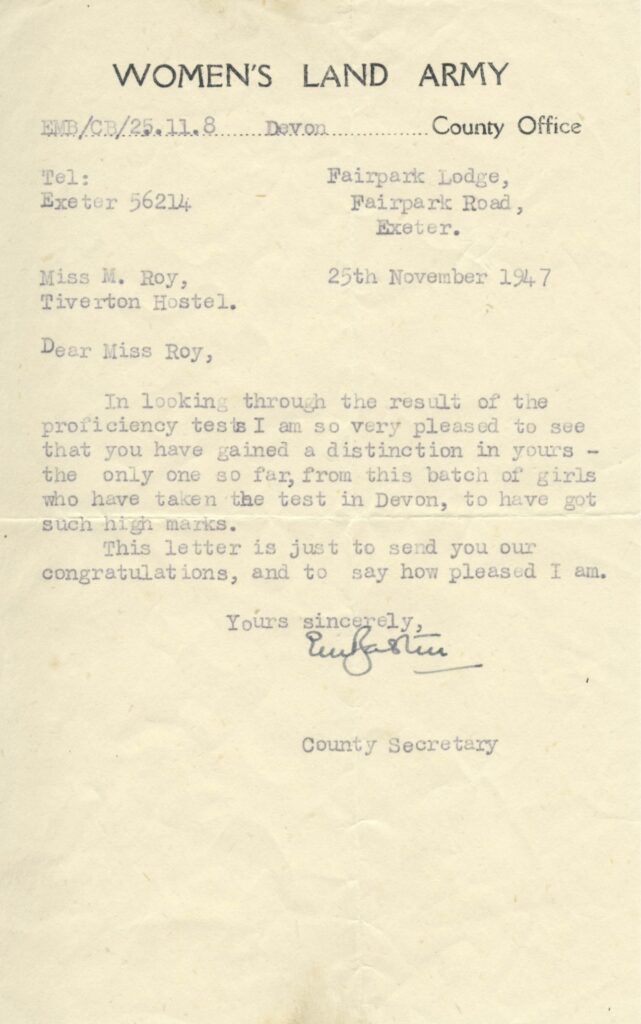 WOMEN'S LAND ARMY
EMB/CB/25.11.8 Devon County Office
Tel: Fairpark Lodge,
Exeter 56214 Fairpark Road,
Exeter.
Miss M. Roy, 25th November 1947
Tiverton Hostel.
Dear Miss Roy,
In looking through the result of the
proficiency tests I am so very pleased to see
that you have gained a distinction in yours -
the only one so far, from this batch of girls
who have taken the test in Devon, to have got
such high marks.
This letter is just to send you our
congratulations, and to say how pleased I am.
Yours sincerely,
County Secretary